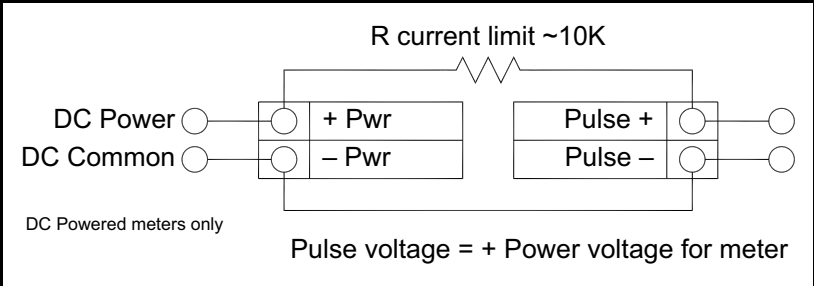 R current limit ~10K
DC Power
+ Pwr
Pulse +
DC Common
– Pwr
Pulse –
DC Powered meters only
Pulse voltage = + Power voltage for meter